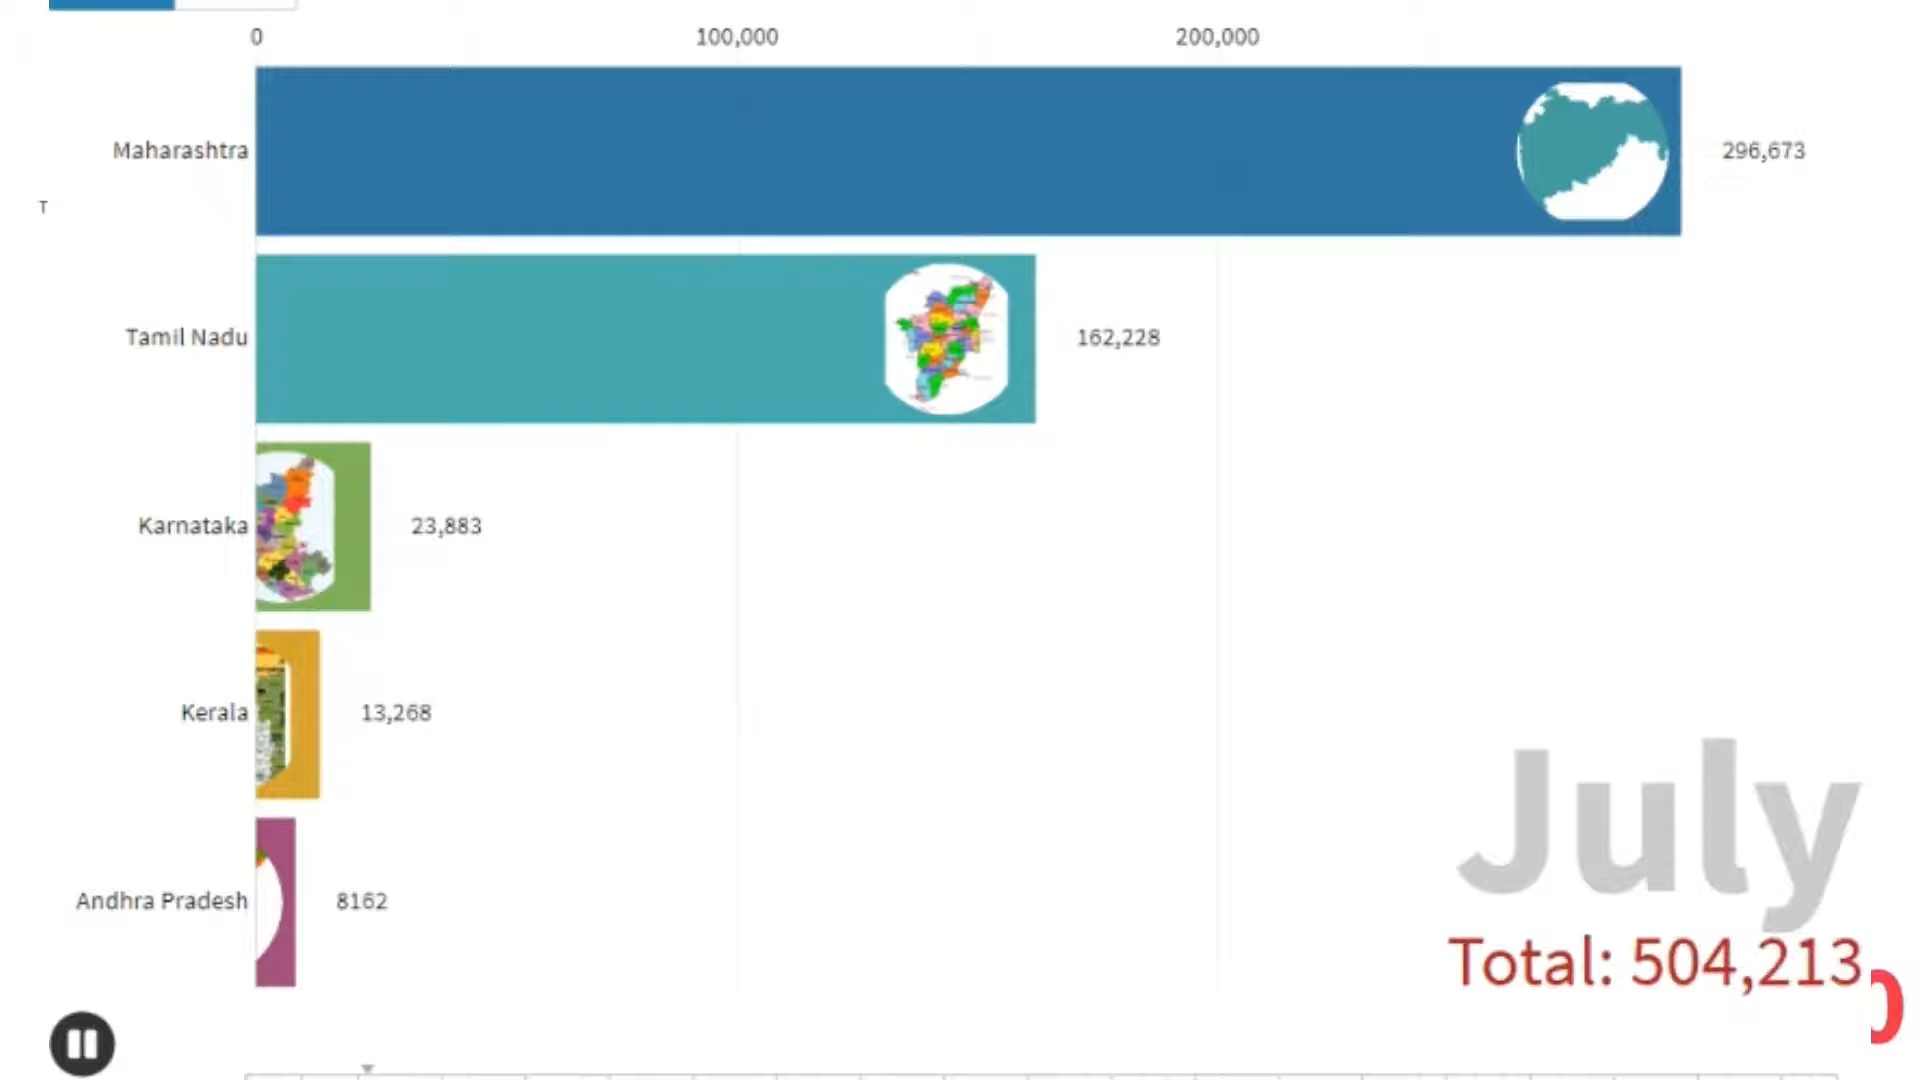 0 100,000 200,000
Maharashtra 296,673
T
Tamil Nadu 162,228
Karnataka 23,883
Kerala 13,268
Andhra Pradesh 8162
July
Total: 504,213